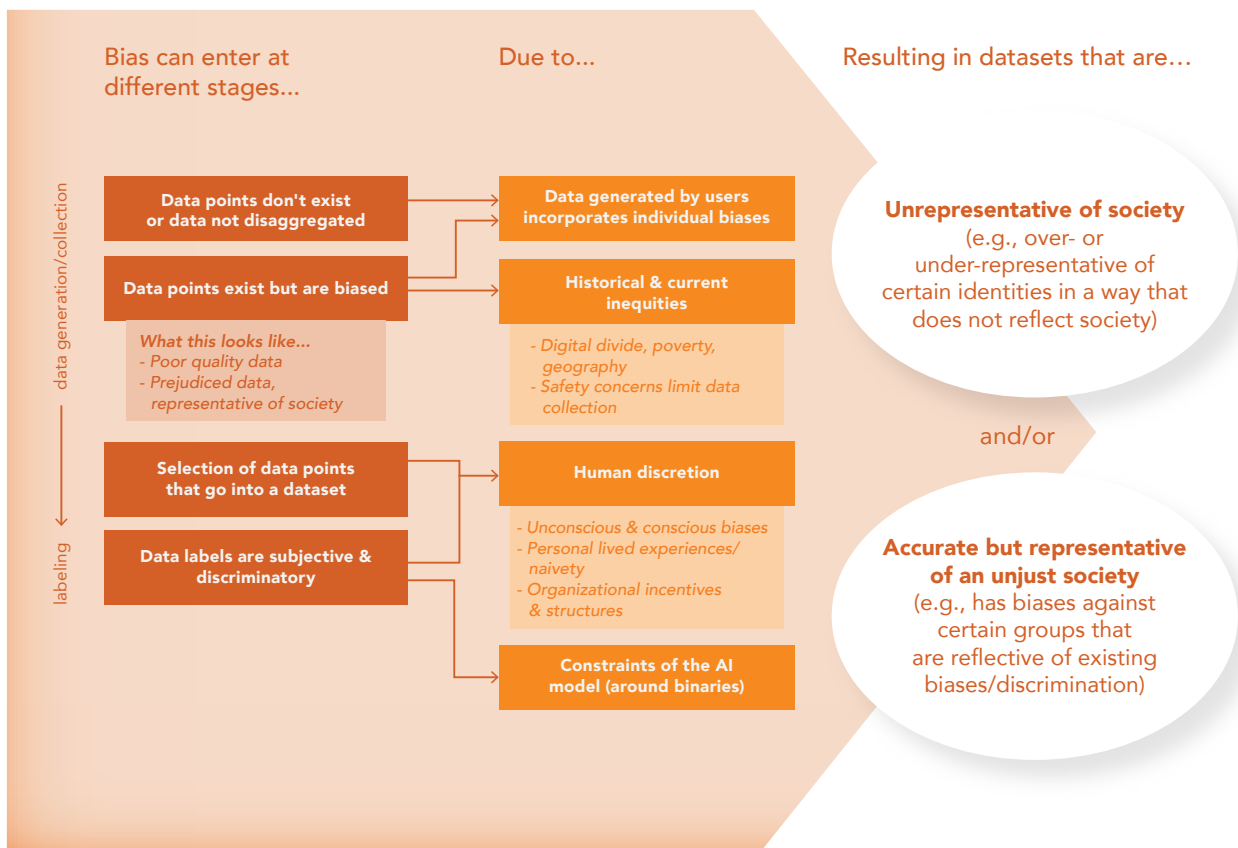 Bias can enter at
different stages...
Due to...
Resulting in datasets that are…
data generation/collection
labeling
Data points don't exist
or data not disaggregated
Data points exist but are biased
What this looks like...
- Poor quality data
- Prejudiced data,
representative of society
Selection of data points
that go into a dataset
Data labels are subjective &
discriminatory
Data generated by users
incorporates individual biases
Historical & current
inequities
- Digital divide, poverty,
geography
- Safety concerns limit data
collection
Human discretion
- Unconscious & conscious biases
- Personal lived experiences/
naivety
- Organizational incentives
& structures
Constraints of the AI
model (around binaries)
Unrepresentative of society
(e.g., over- or
under-representative of
certain identities in a way that
does not reflect society)
and/or
Accurate but representative
of an unjust society
(e.g., has biases against
certain groups that
are reflective of existing
biases/discrimination)